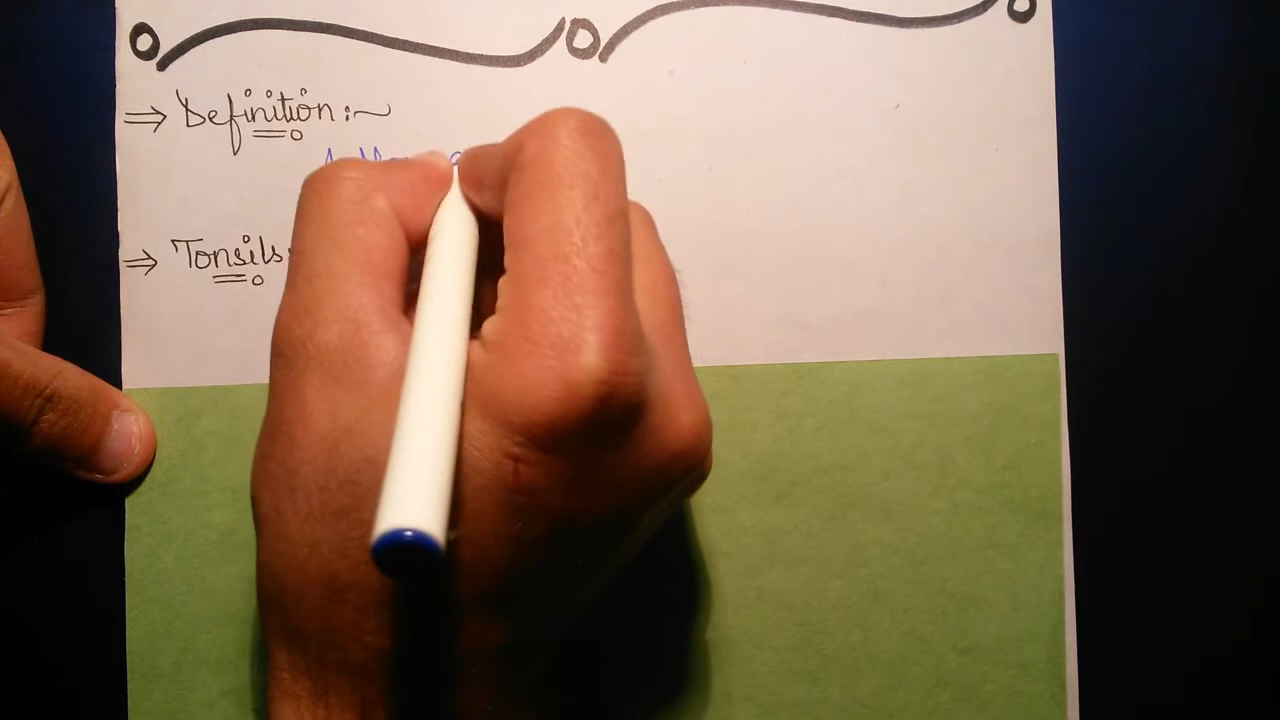 ⇒ Definition :~
⇒ Tonsils: